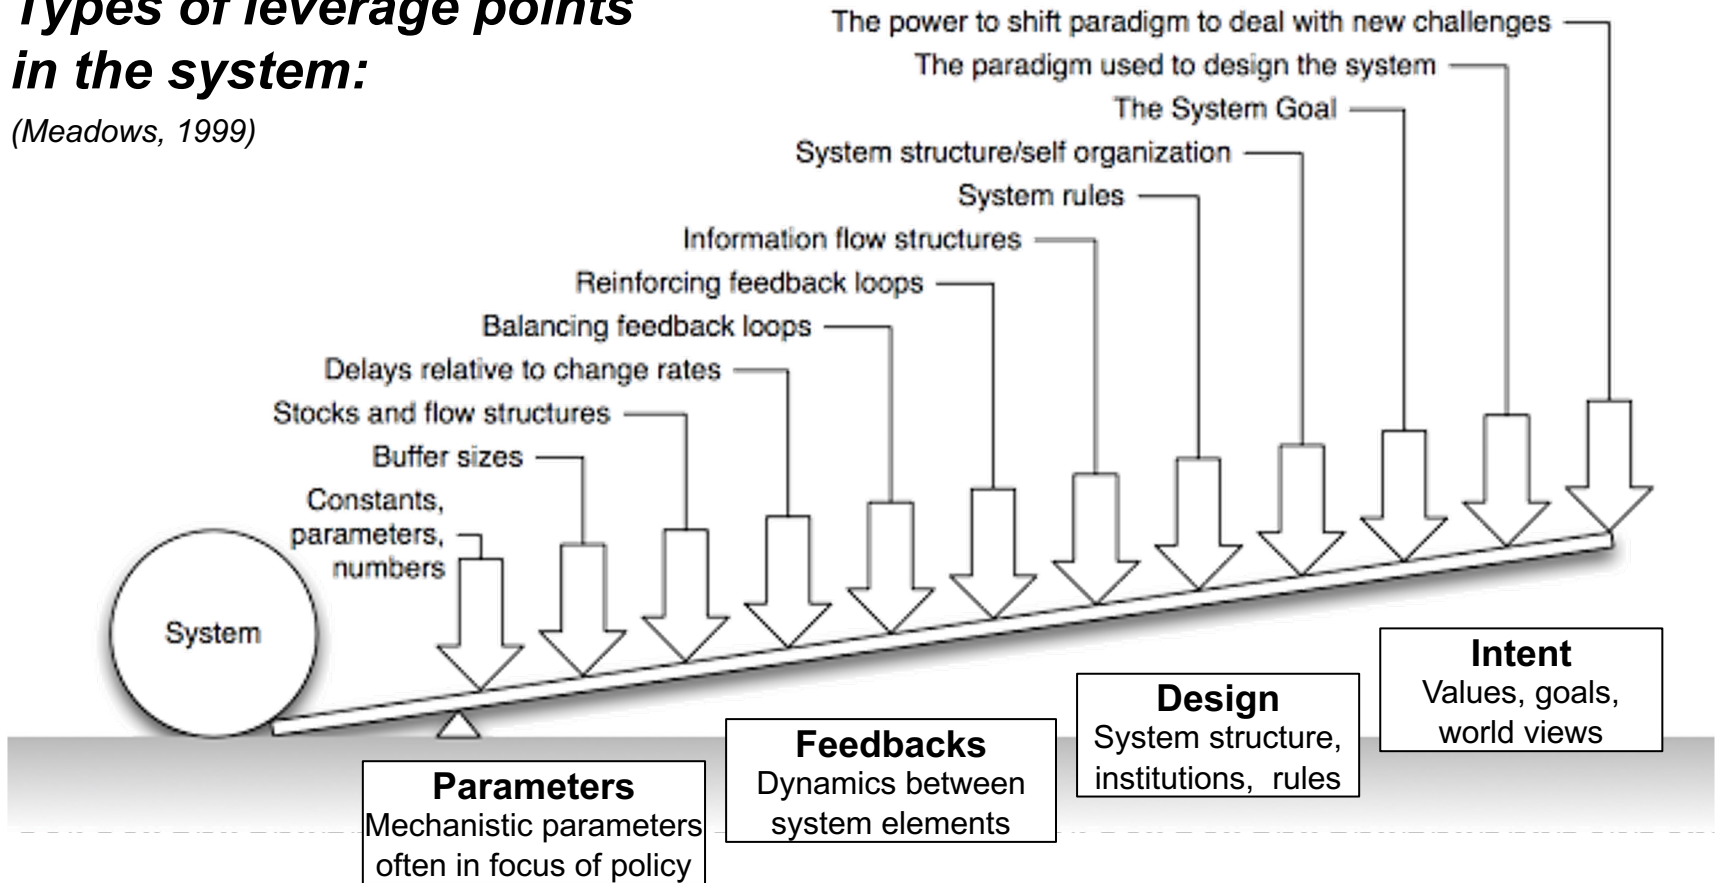 Types of leverage points
in the system:
(Meadows, 1999)
The power to shift paradigm to deal with new challenges
The paradigm used to design the system
The System Goal
System structure/self organization
System rules
Information flow structures
Reinforcing feedback loops
Balancing feedback loops
Delays relative to change rates
Stocks and flow structures
Buffer sizes
Constants,
parameters,
numbers
System
Intent
Values, goals,
world views
Design
System structure,
institutions,  rules
Feedbacks
Dynamics between
system elements
Parameters
Mechanistic parameters
often in focus of policy